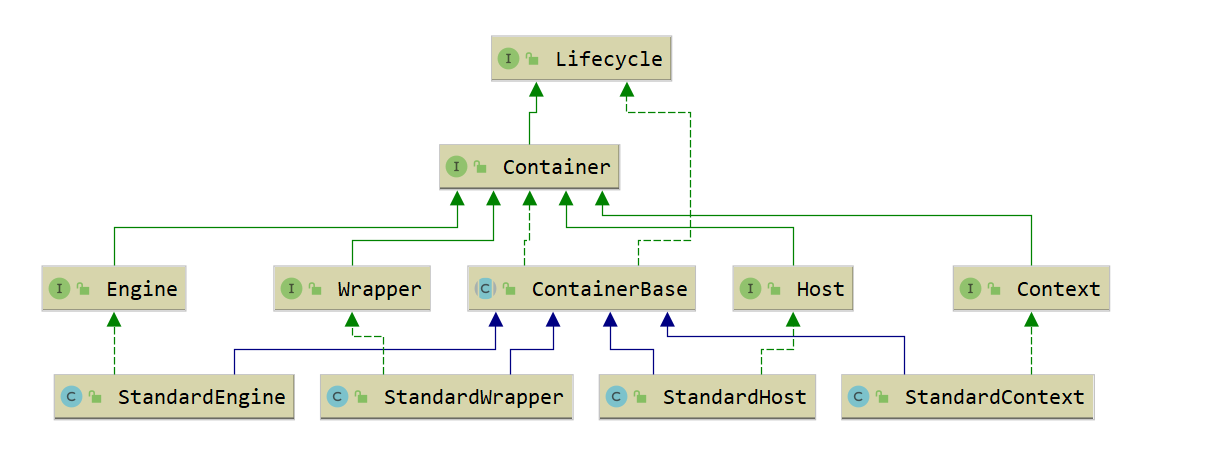 I Lifecycle
I Container
I Engine
I Wrapper
C ContainerBase
I Host
I Context
C StandardEngine
C StandardWrapper
C StandardHost
C StandardContext